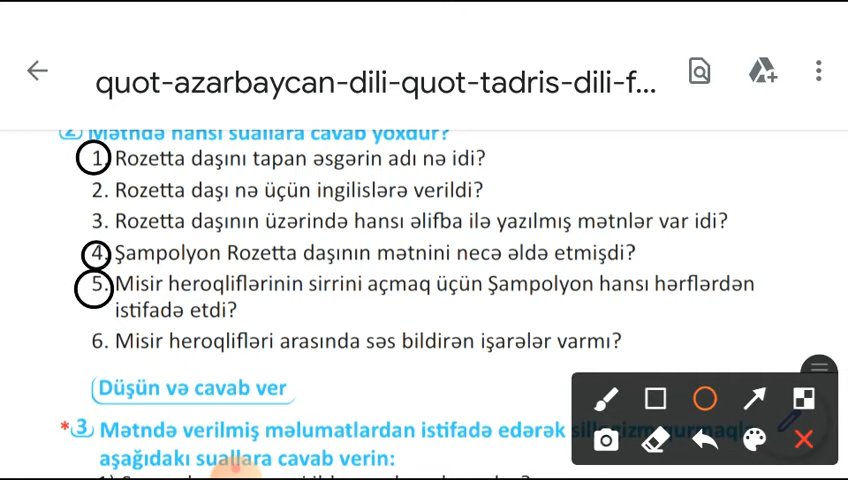 quot-azarbaycan-dili-quot-tadris-dili-f...
2 Mətndə hansı suallara cavab yoxdur?
1. Rozetta daşını tapan əsgərin adı nə idi?
2. Rozetta daşı nə üçün ingilislərə verildi?
3. Rozetta daşının üzərində hansı əlifba ilə yazılmış mətnlər var idi?
4. Şampolyon Rozetta daşının mətnini necə əldə etmişdi?
5. Misir heroqliflərinin sirrini açmaq üçün Şampolyon hansı hərflərdən
istifadə etdi?
6. Misir heroqlifləri arasında səs bildirən işarələr varmı?
Düşün və cavab ver
*3 Mətndə verilmiş məlumatlardan istifadə edərək
aşağıdakı suallara cavab verin: